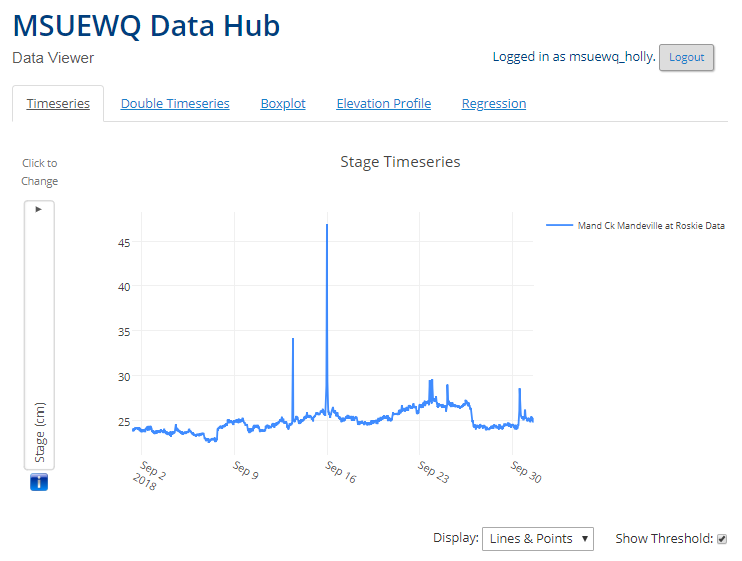 MSUEWQ Data Hub
Data Viewer
Logged in as msuewq_holly. Logout
Timeseries Double Timeseries Boxplot Elevation Profile Regression
Click to
Change
Stage Timeseries
Mand Ck Mandeville at Roskie Data
45
40
35
30
25
Stage (cm)
Sep 2
2018
Sep 9
Sep 16
Sep 23
Sep 30
Display: Lines & Points Show Threshold: